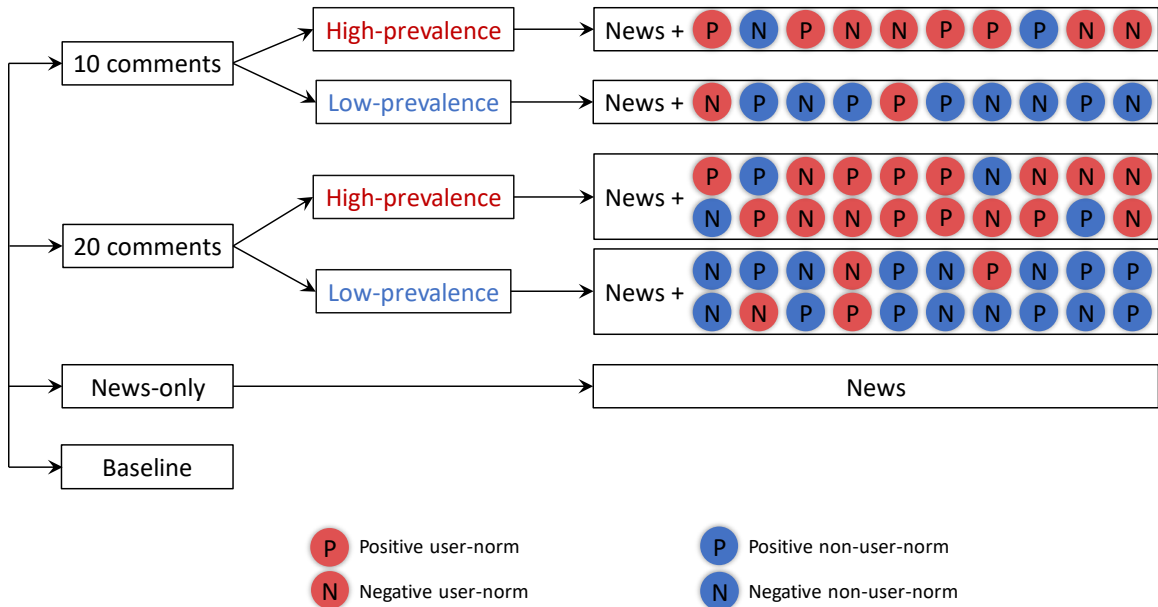 High-prevalence
News + P N P N N P P P N N
10 comments
Low-prevalence
News + N P N P P P N N P N
High-prevalence
News +
P P N P P P N N N N
N P N N P P N P P N
20 comments
Low-prevalence
News +
N P N N P N P N P P
N N P P P N N P N P
News-only
News
Baseline
P Positive user-norm
P Positive non-user-norm
N Negative user-norm
N Negative non-user-norm